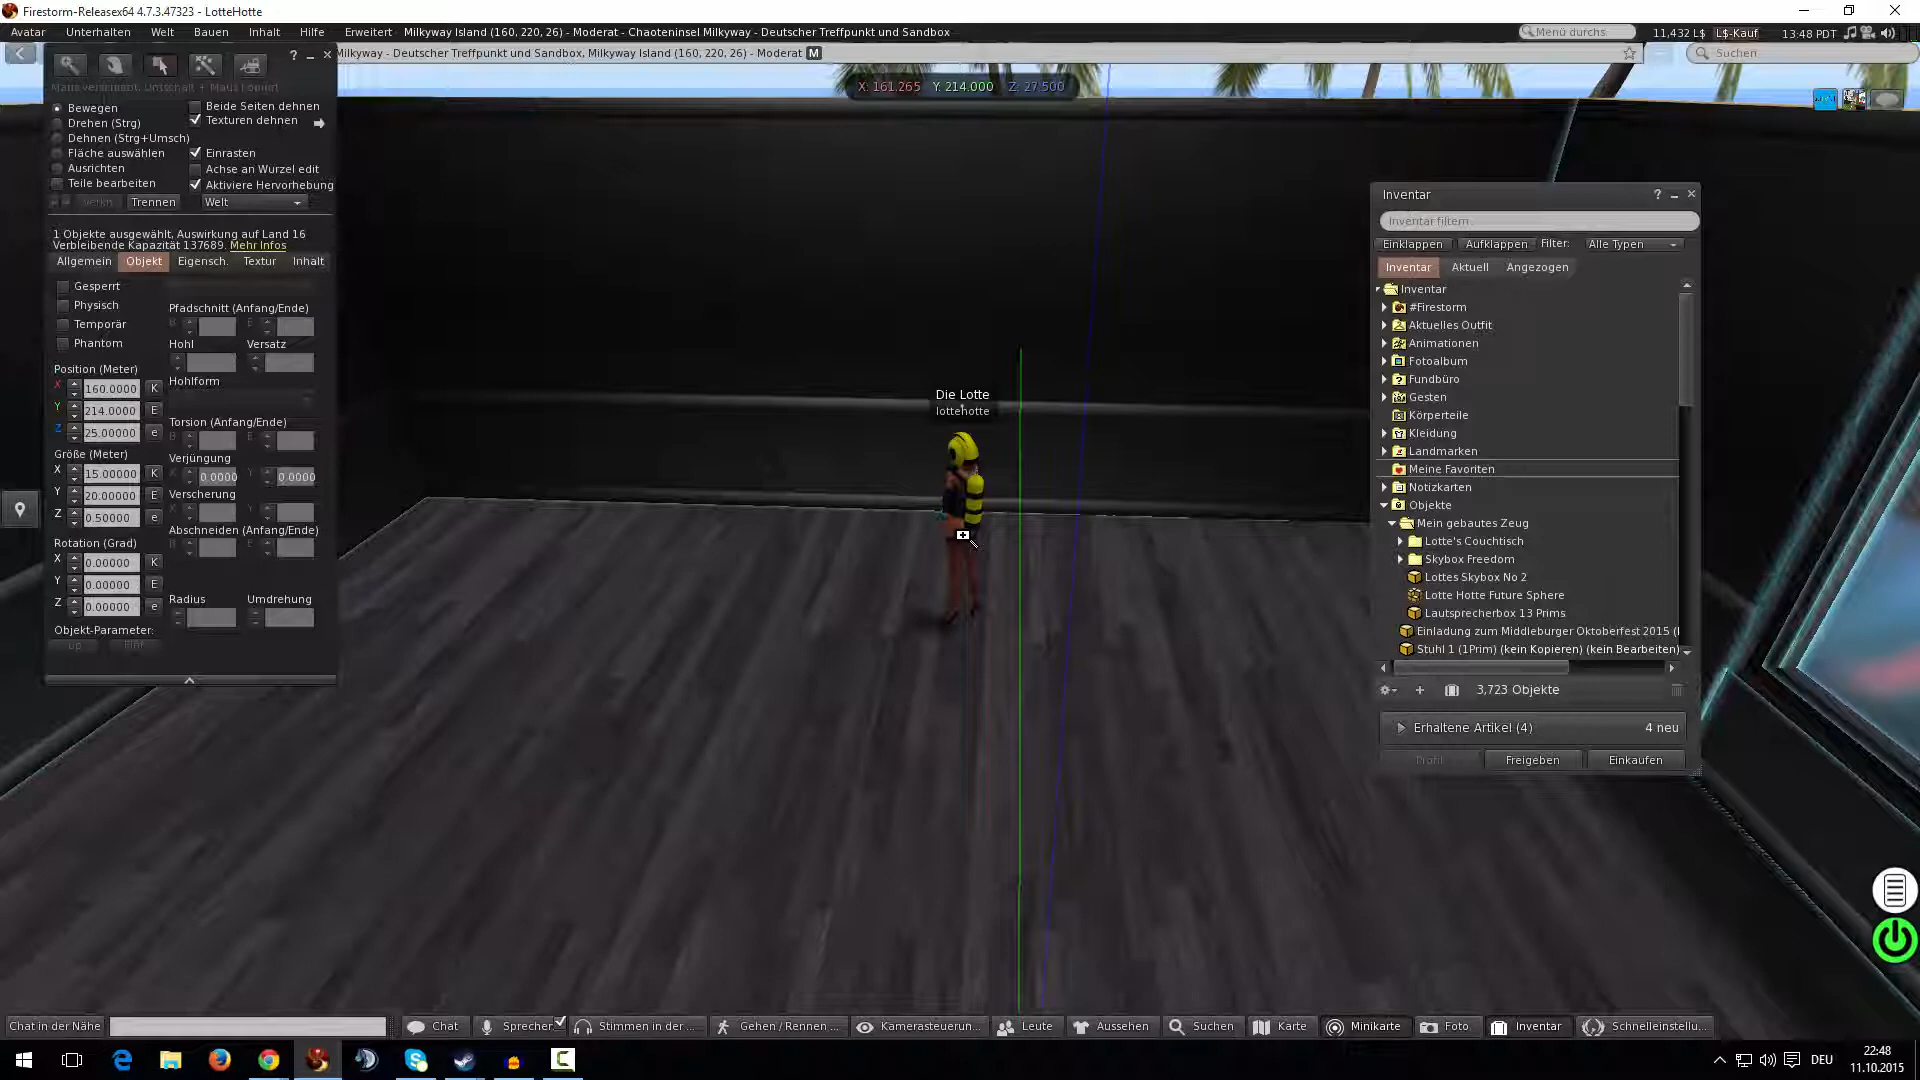 Firestorm-Releasex64 4.7.3.47323 - LotteHotte
Avatar Unterhalten Welt Bauen Inhalt Hilfe Erweitert Milkyway Island (160, 220, 26) - Moderat - Chaoteninsel Milkyway - Deutscher Treffpunkt und Sandbox
Menü durchs
11,432 L$ L$-Kauf 13:48 PDT
Milkyway - Deutscher Treffpunkt und Sandbox, Milkyway Island (160, 220, 26) - Moderat M
Suchen
X: 161.265 Y: 214.000 Z: 27.500
? _ ×
Bewegen
Drehen (Strg)
Dehnen (Strg+Umsch)
Fläche auswählen
Ausrichten
Teile bearbeiten
Beide Seiten dehnen
Texturen dehnen
Einrasten
Achse an Wurzel edit
Aktiviere Hervorhebung
Trennen Welt
1 Objekte ausgewählt, Auswirkung auf Land 16
Verbleibende Kapazität 137689. Mehr Infos
Allgemein Objekt Eigensch. Textur Inhalt
Gesperrt
Physisch
Temporär
Phantom
Position (Meter)
X 160.0000 K
Y 214.0000 E
Z 25.00000 e
Größe (Meter)
X 15.00000 K
Y 20.00000 E
Z 0.50000 e
Rotation (Grad)
X 0.00000 K
Y 0.00000 E
Z 0.00000 e
Objekt-Parameter:
Pfadschnitt (Anfang/Ende)
B E
Hohl Versatz
Hohlform
Torsion (Anfang/Ende)
B E
Verjüngung
X 0.0000 Y 0.0000
Verscherung
X Y
Abschneiden (Anfang/Ende)
B E
Radius Umdrehung
Die Lotte
lottehotte
Inventar ? _ ×
Inventar filtern
Einklappen Aufklappen Filter: Alle Typen
Inventar Aktuell Angezogen
Inventar
#Firestorm
Aktuelles Outfit
Animationen
Fotoalbum
Fundbüro
Gesten
Körperteile
Kleidung
Landmarken
Meine Favoriten
Notizkarten
Objekte
Mein gebautes Zeug
Lotte's Couchtisch
Skybox Freedom
Lottes Skybox No 2
Lotte Hotte Future Sphere
Lautsprecherbox 13 Prims
Einladung zum Middleburger Oktoberfest 2015 (
Stuhl 1 (1Prim) (kein Kopieren) (kein Bearbeiten)
3,723 Objekte
Erhaltene Artikel (4) 4 neu
Profil Freigeben Einkaufen
Chat in der Nähe Chat Sprechen Stimmen in der ... Gehen / Rennen ... Kamerasteuerun... Leute Aussehen Suchen Karte Minikarte Foto Inventar Schnelleinstellu...
DEU
22:48
11.10.2015